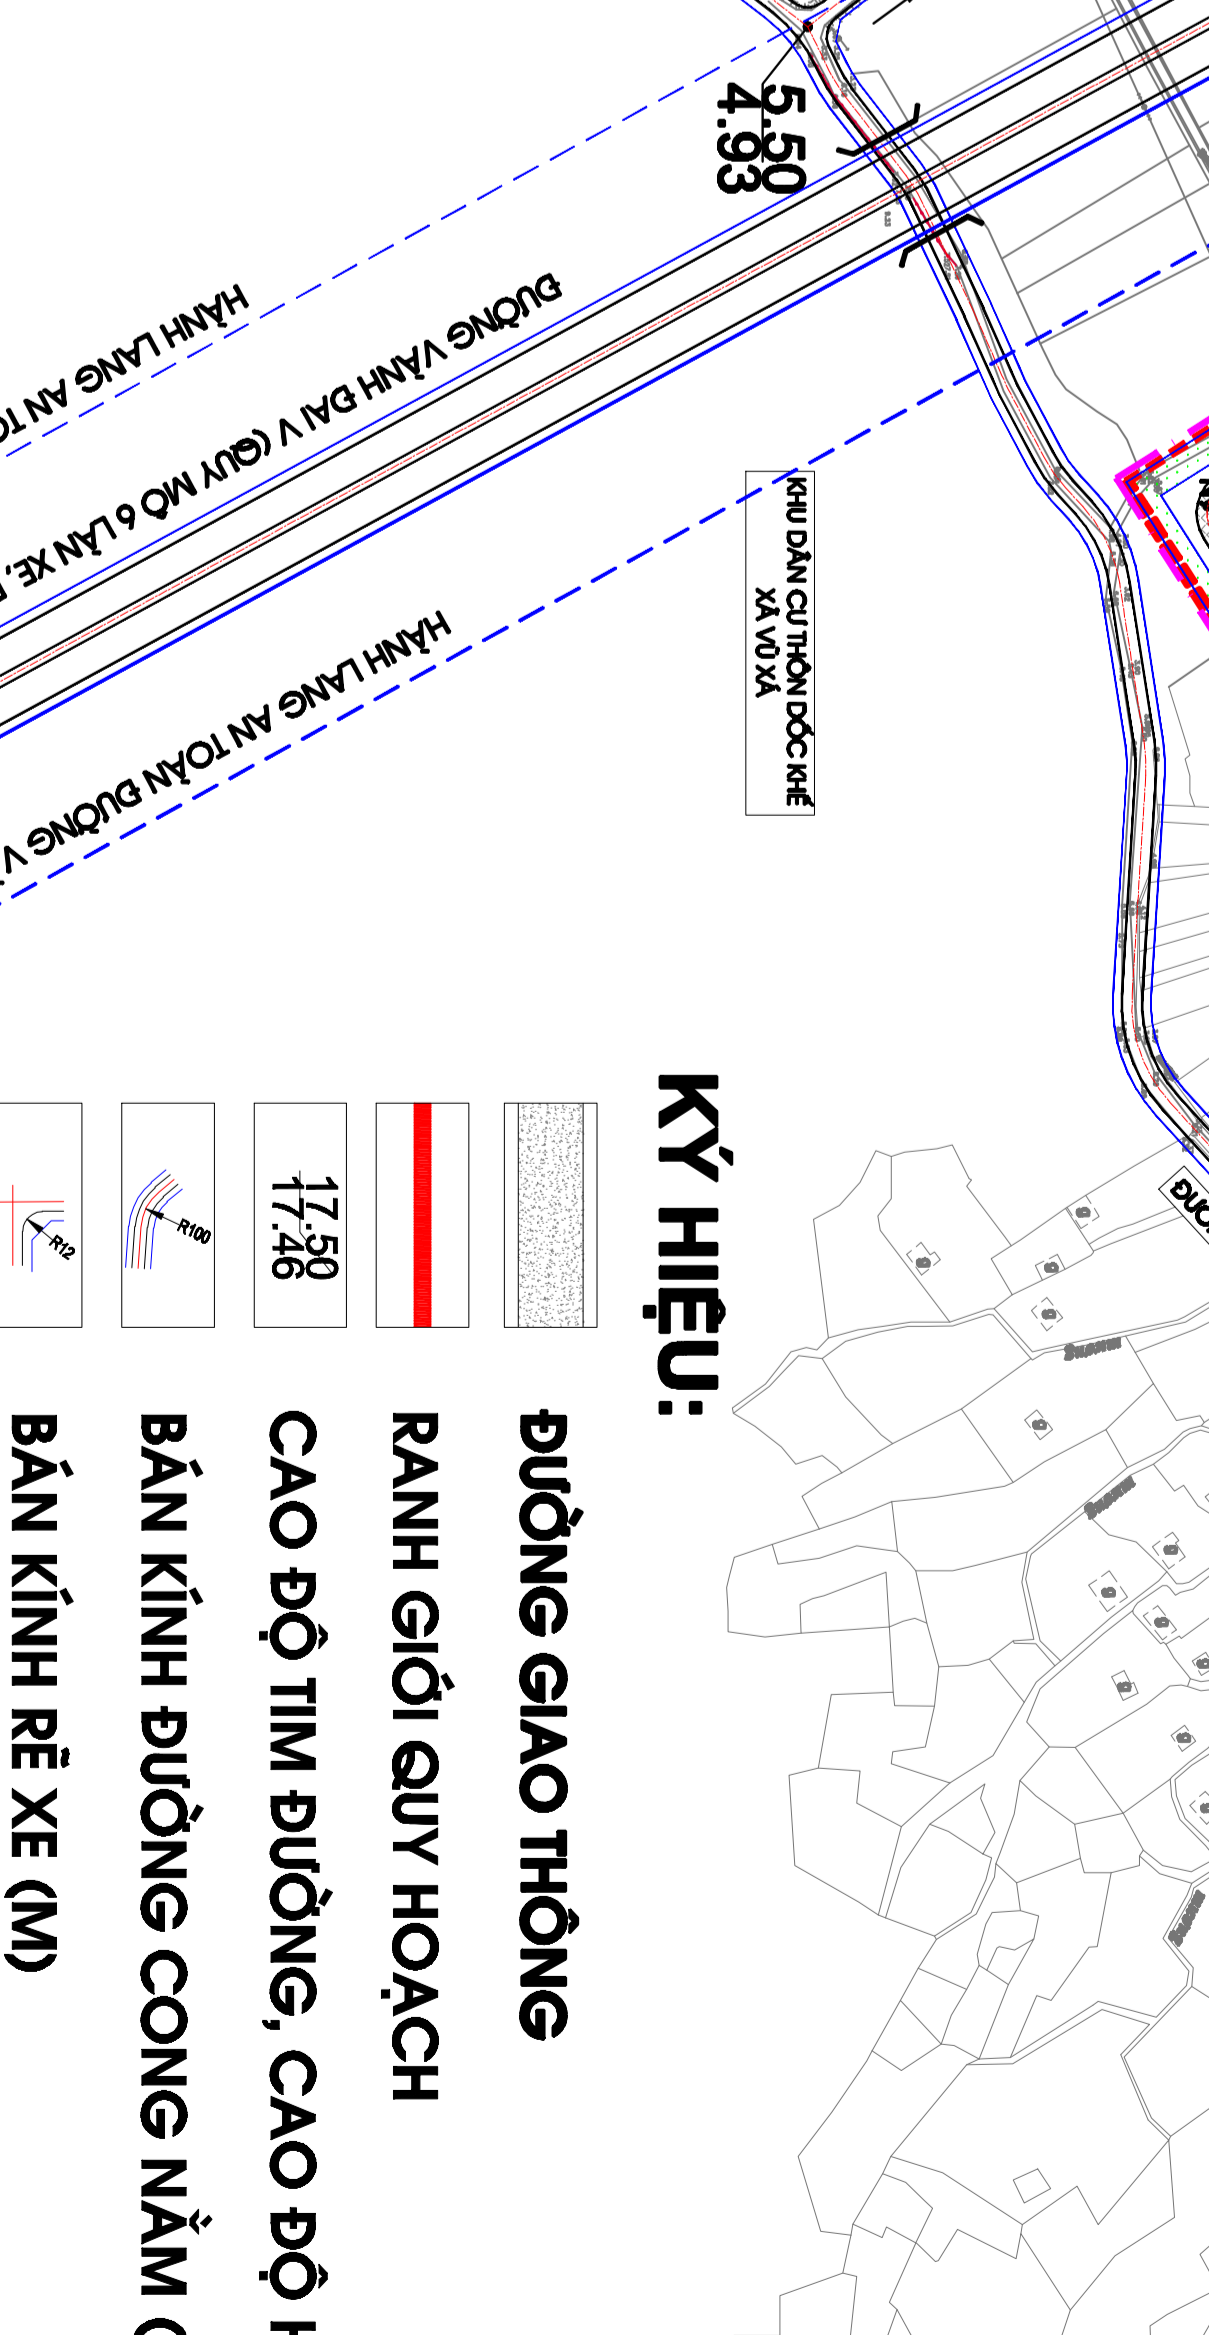 5.50
4.93
HÀNH LANG AN
ĐƯỜNG VÀNH ĐAI V (QUY MÔ 6 LÀN XE,
HÀNH LANG AN TOÀN ĐƯỜNG
KHU DÂN CƯ THÔN DỐC KHẾ
XÃ VŨ XÁ
KÝ HIỆU:
ĐƯỜNG GIAO THÔNG
RANH GIỚI QUY HOẠCH
17.50
17.46
CAO ĐỘ TIM ĐƯỜNG, CAO ĐỘ
R100
BÁN KÍNH ĐƯỜNG CONG NẰM
R12
BÁN KÍNH RẼ XE (M)